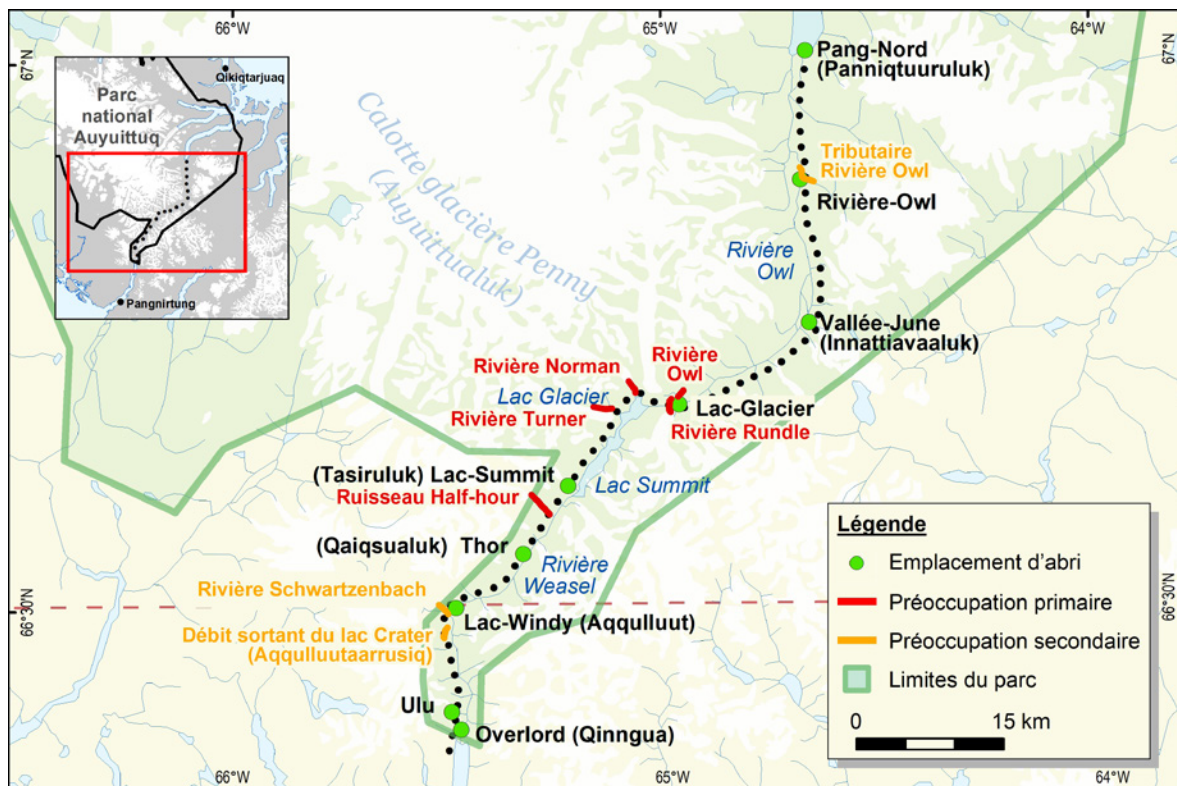 66°W
65°W
64°W
67°N
67°N
Qikiqtarjuaq
Parc
national
Auyuittuq
Pangnirtung
Calotte glacière Penny
(Auyuittualuk)
Pang-Nord
(Panniqtuuruluk)
Tributaire
Rivière Owl
Rivière-Owl
Rivière
Owl
Vallée-June
(Innattiavaaluk)
Rivière Norman
Rivière
Owl
Lac Glacier
Rivière Turner
Lac-Glacier
Rivière Rundle
(Tasiruluk) Lac-Summit
Lac Summit
Ruisseau Half-hour
(Qaiqsualuk) Thor
Rivière
Weasel
Rivière Schwartzenbach
66°30'N
66°30'N
Lac-Windy (Aqqulluut)
Débit sortant du lac Crater
(Aqqulluutaarrusiq)
Ulu
Overlord (Qinngua)
Légende
Emplacement d'abri
Préoccupation primaire
Préoccupation secondaire
Limites du parc
0 15 km
66°W
65°W
64°W